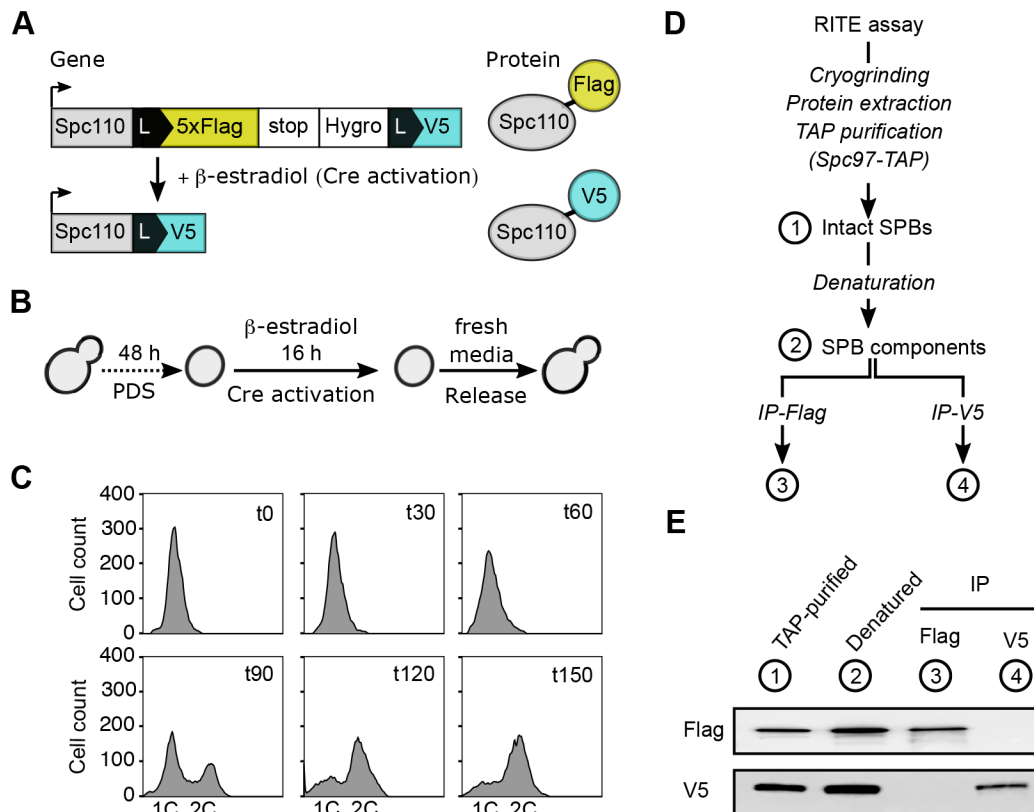 A
Gene
Protein
Spc110 L 5xFlag stop Hygro L V5
Flag
Spc110
+ β-estradiol (Cre activation)
Spc110 L V5
V5
Spc110
B
48 h
PDS
β-estradiol
16 h
Cre activation
fresh
media
Release
C
Cell count
400
300
200
100
0
t0
t30
t60
Cell count
400
300
200
100
0
t90
t120
t150
1C 2C
1C 2C
1C 2C
D
RITE assay
Cryogrinding
Protein extraction
TAP purification
(Spc97-TAP)
1 Intact SPBs
Denaturation
2 SPB components
IP-Flag IP-V5
3 4
E
TAP-purified
Denatured
IP
Flag V5
1 2 3 4
Flag
V5